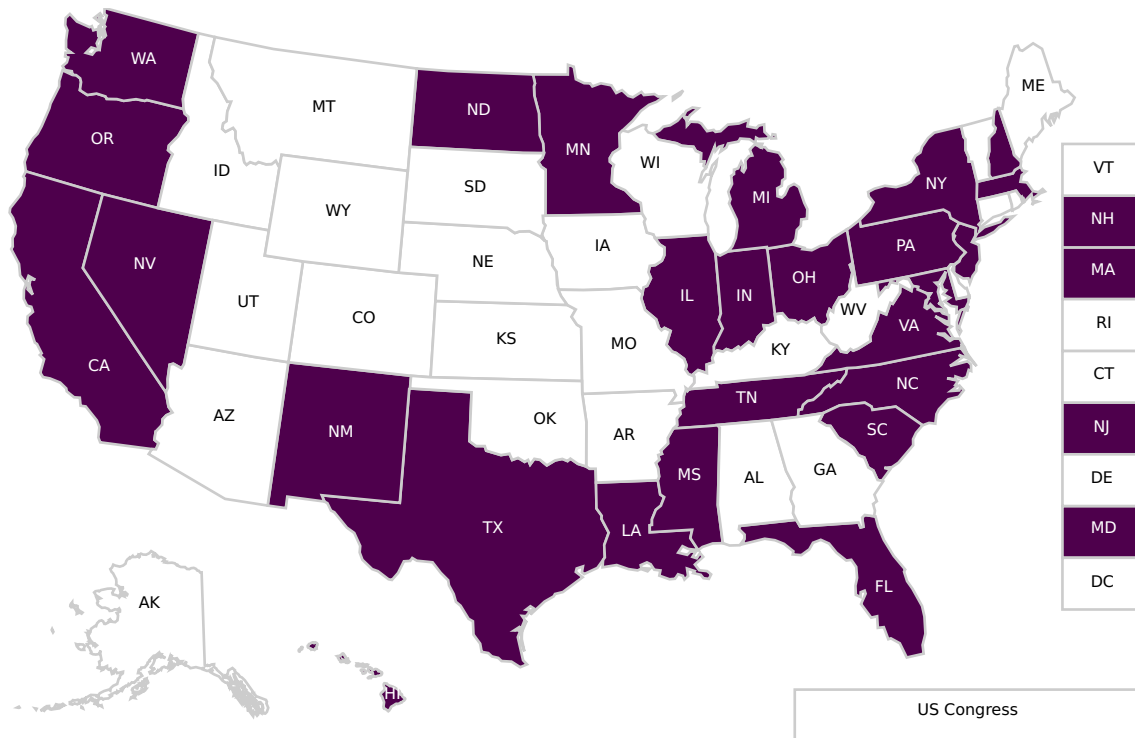 WA
OR
CA
NV
ID
MT
WY
UT
CO
AZ
NM
ND
SD
NE
KS
OK
TX
MN
IA
MO
AR
LA
WI
IL
MI
IN
OH
KY
TN
MS
AL
GA
FL
SC
NC
VA
WV
PA
NY
ME
VT
NH
MA
RI
CT
NJ
DE
MD
DC
AK
HI
US Congress